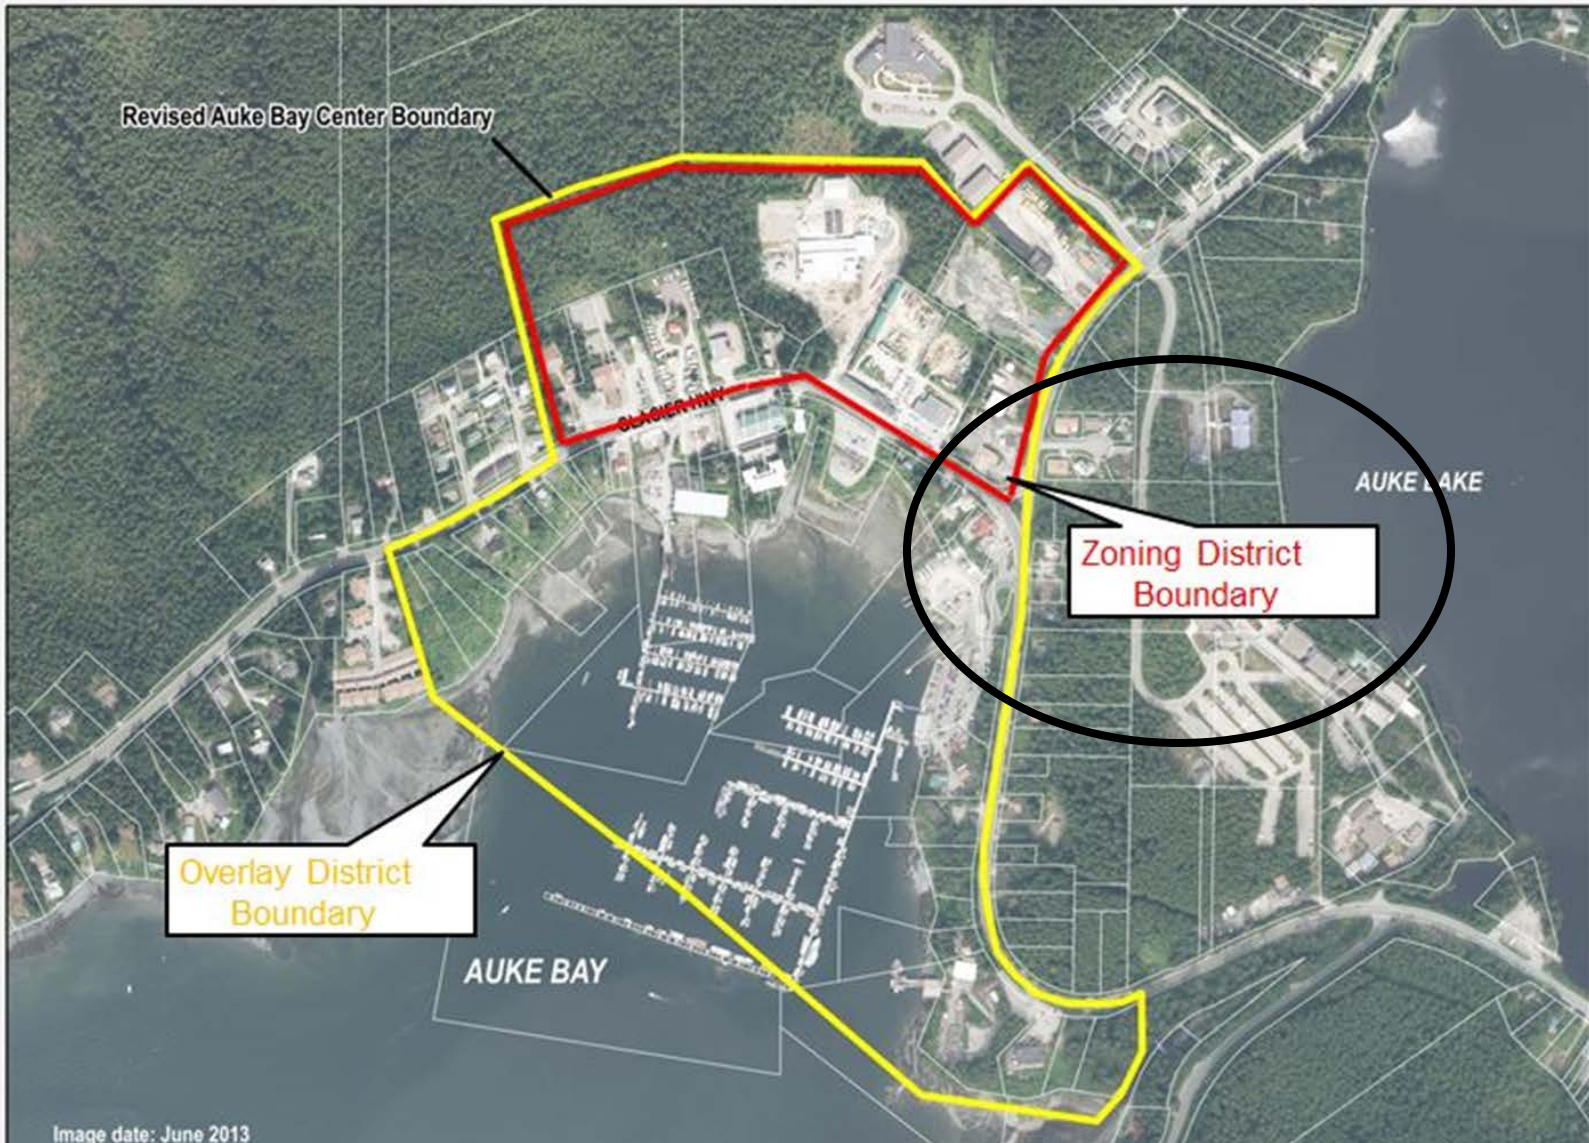 Revised Auke Bay Center Boundary
GLACIER HWY
AUKE LAKE
Zoning District
Boundary
Overlay District
Boundary
AUKE BAY
Image date: June 2013